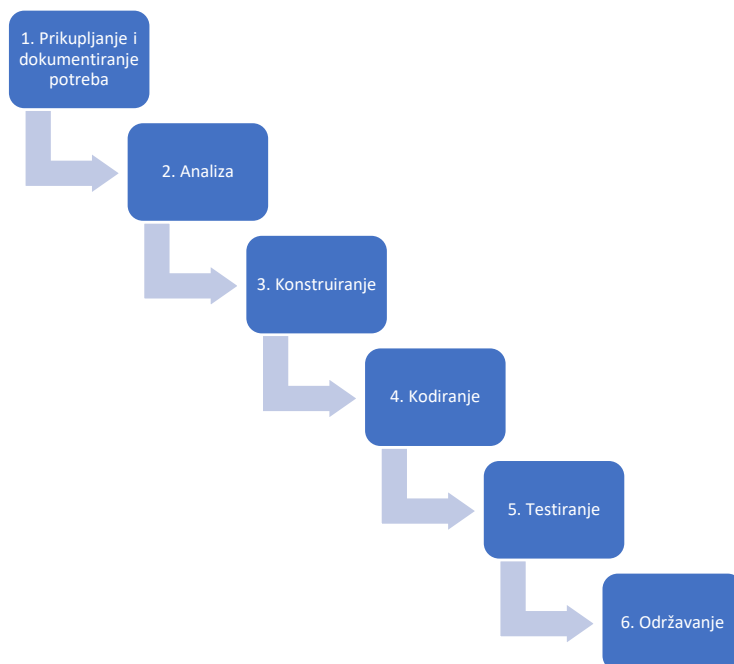 1. Prikupljanje i
dokumentiranje
potreba
2. Analiza
3. Konstruiranje
4. Kodiranje
5. Testiranje
6. Održavanje